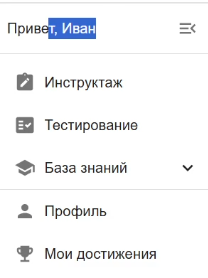 Привет, Иван
Инструктаж
Тестирование
База знаний
Профиль
Мои достижения